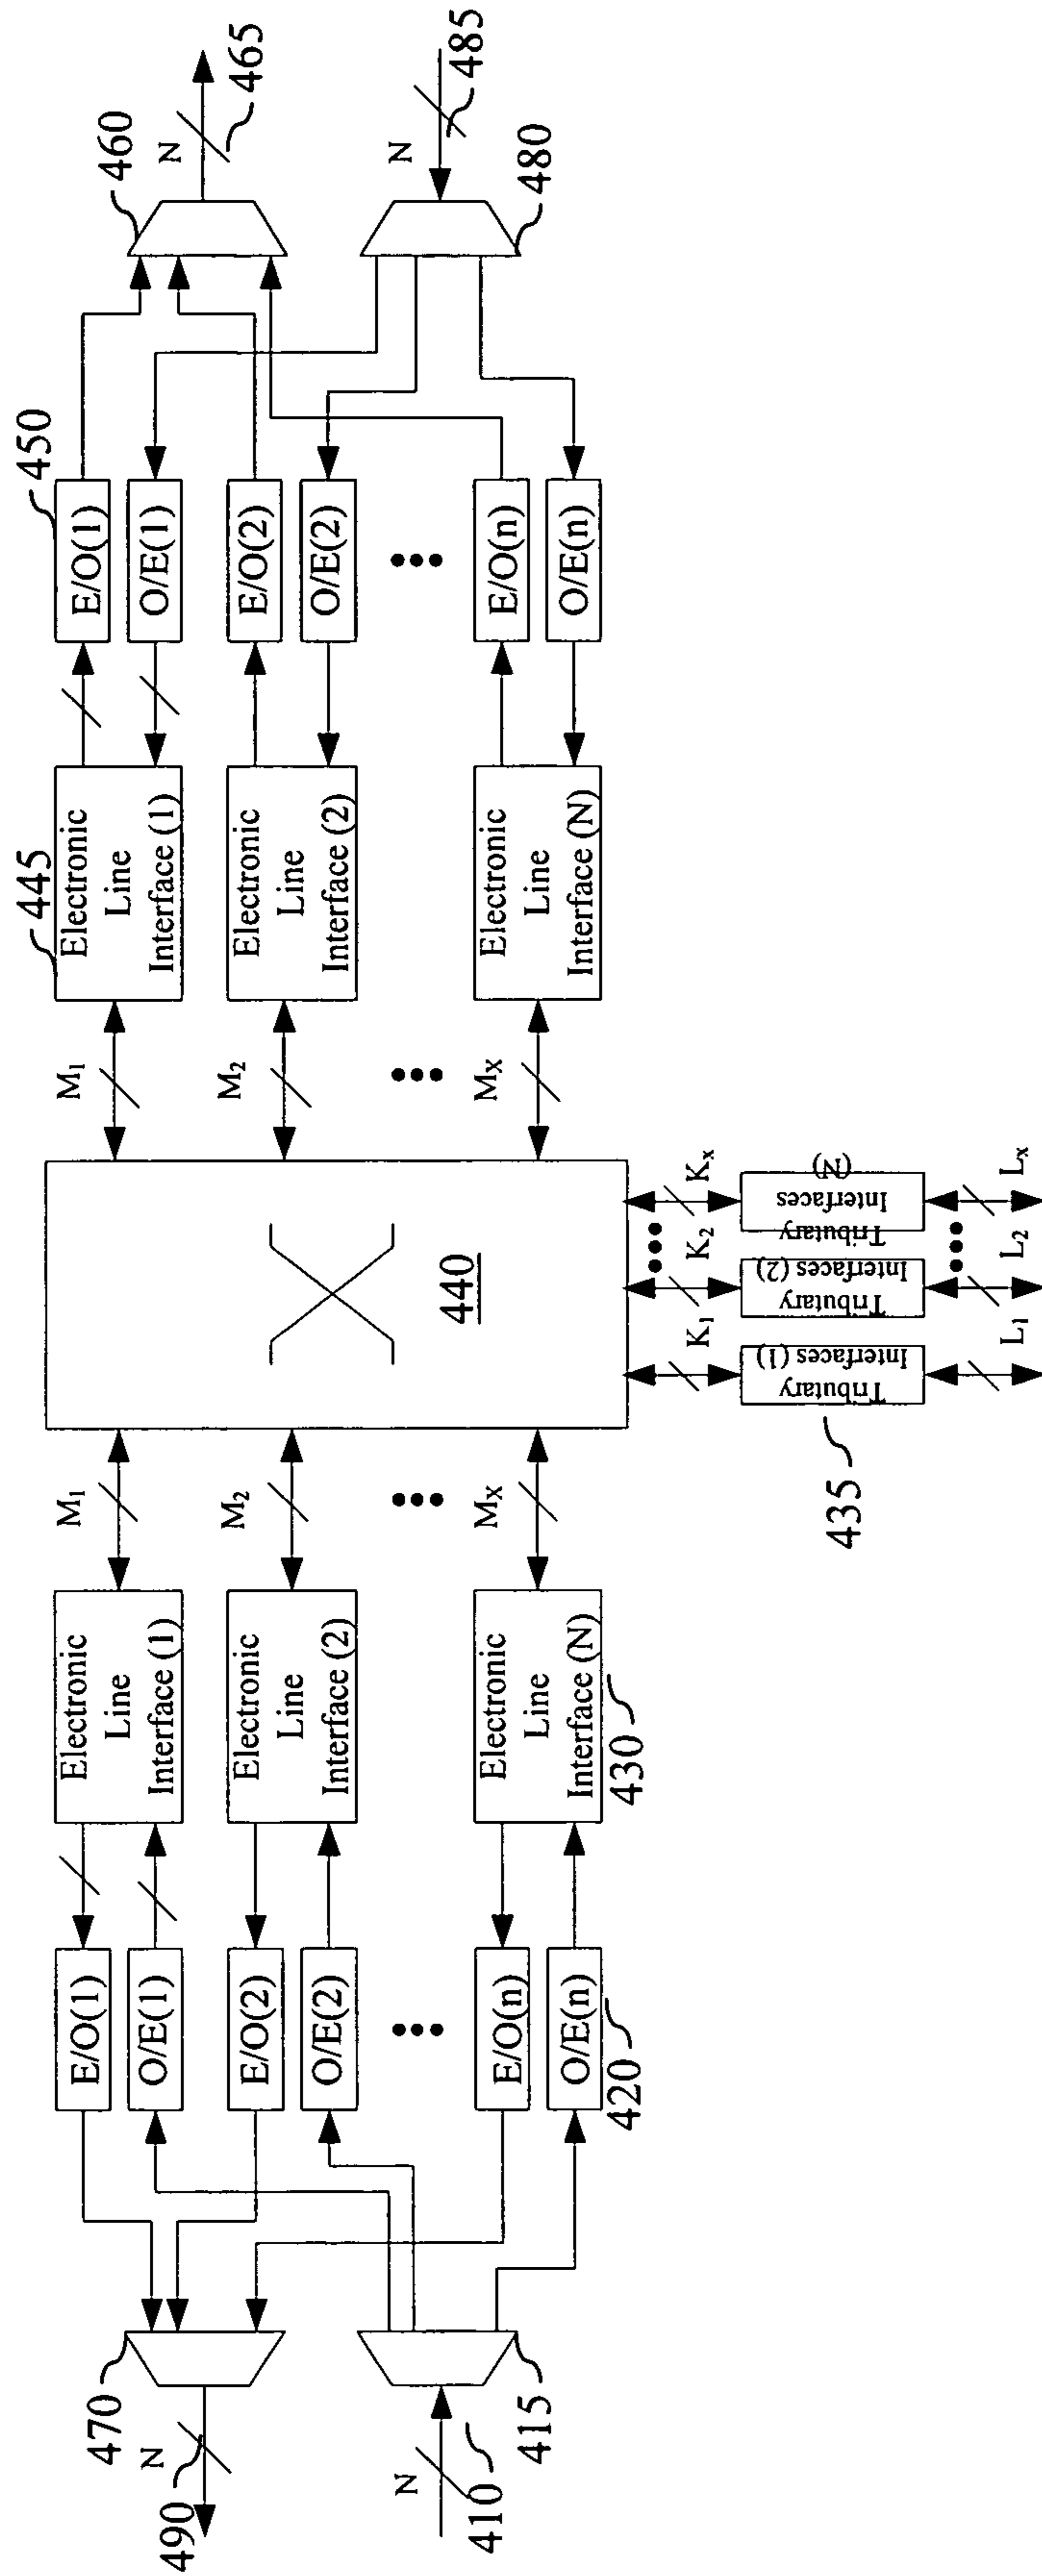 470
N
490
N
410
415
E/O(1)
O/E(1)
E/O(2)
O/E(2)
E/O(n)
O/E(n)
420
Electronic
Line
Interface (1)
Electronic
Line
Interface (2)
Electronic
Line
Interface (N)
430
M1
M2
MX
440
K1
K2
Kx
Tributary
Interfaces (1)
Tributary
Interfaces (2)
Tributary
Interfaces
(N)
435
L1
L2
Lx
M1
M2
MX
445
Electronic
Line
Interface (1)
Electronic
Line
Interface (2)
Electronic
Line
Interface (N)
450
E/O(1)
O/E(1)
E/O(2)
O/E(2)
E/O(n)
O/E(n)
460
N
465
N
485
480